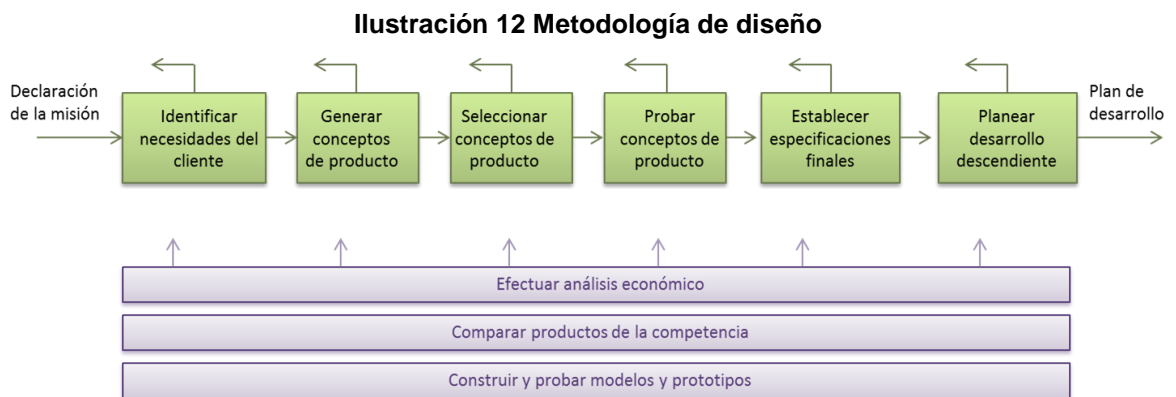 Ilustración 12 Metodología de diseño
Declaración
de la misión
Identificar
necesidades del
cliente
Generar
conceptos
de producto
Seleccionar
conceptos de
producto
Probar
conceptos de
producto
Establecer
especificaciones
finales
Planear
desarrollo
descendiente
Plan de
desarrollo
Efectuar análisis económico
Comparar productos de la competencia
Construir y probar modelos y prototipos